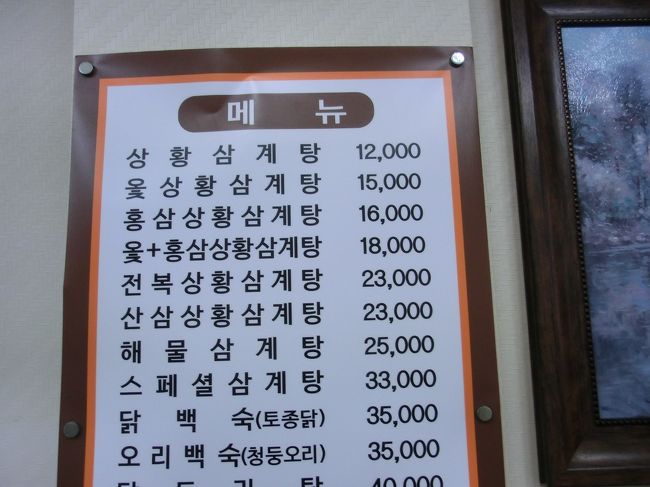 메 뉴
상 황 삼 계 탕 12,000
옻 상 황 삼 계 탕 15,000
홍 삼 상 황 삼 계 탕 16,000
옻+홍삼상황삼계탕 18,000
전 복 상 황 삼 계 탕 23,000
산 삼 상 황 삼 계 탕 23,000
해 물 삼 계 탕 25,000
스 페 셜 삼 계 탕 33,000
닭 백 숙(토종닭) 35,000
오 리 백 숙(청둥오리) 35,000
탕 40,000